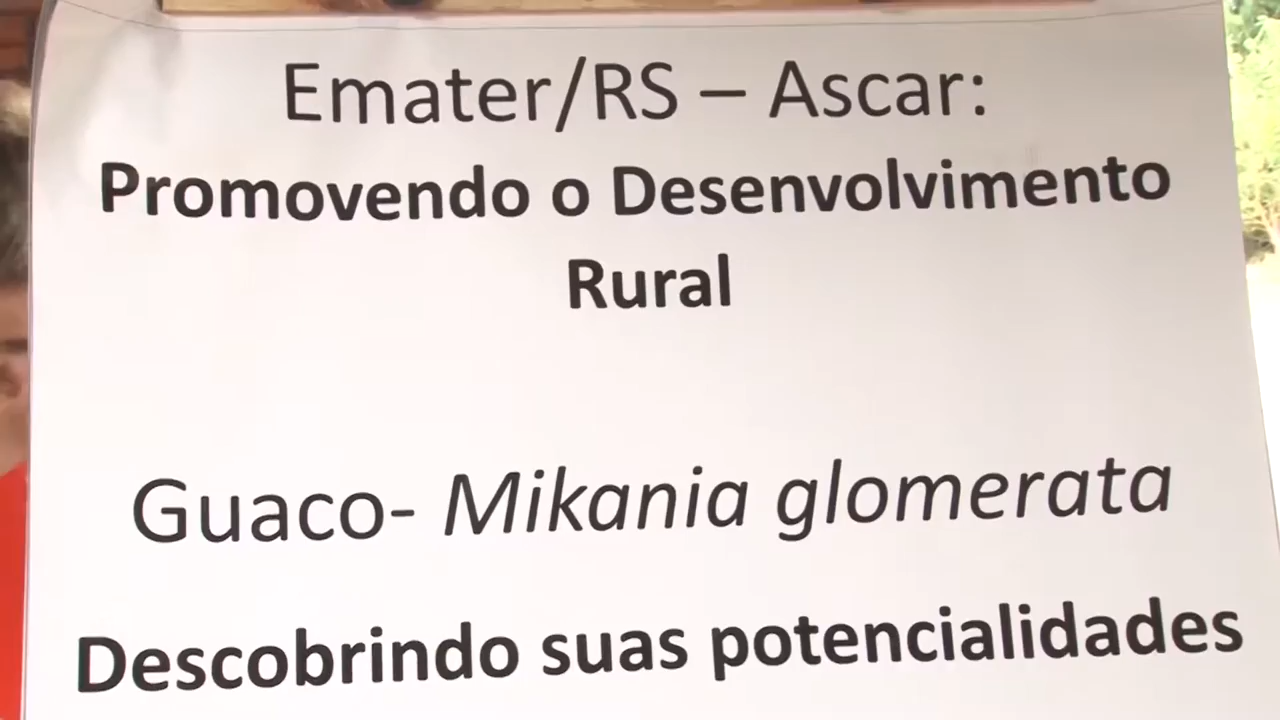 Emater/RS – Ascar:
Promovendo o Desenvolvimento
Rural
Guaco- Mikania glomerata
Descobrindo suas potencialidades